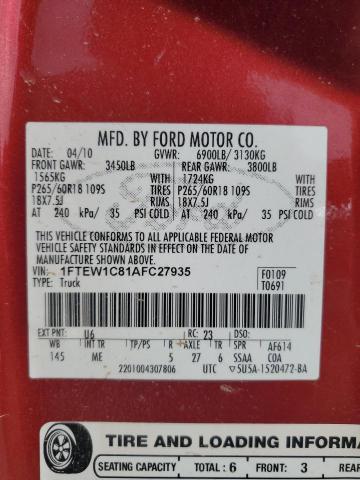 MFD. BY FORD MOTOR CO.
DATE: 04/10 GVWR: 6900LB/ 3130KG
FRONT GAWR: 3450LB REAR GAWR: 3800LB
1565KG WITH 1724KG WITH
P265/60R18 109S TIRES P265/60R18 109S TIRES
18X7.5J RIMS 18X7.5J RIMS
AT 240 kPa/ 35 PSI COLD AT 240 kPa/ 35 PSI COLD
THIS VEHICLE CONFORMS TO ALL APPLICABLE FEDERAL MOTOR
VEHICLE SAFETY AND BUMPER STANDARDS IN EFFECT ON THE DATE OF
MANUFACTURE SHOWN ABOVE.
VIN: 1FTEW1C81AFC27935 F0109
TYPE: Truck T0691
EXT PNT: U6 RC: 23 DSO:
WB INT TR TP/PS R AXLE TR SPR AF614
145 ME 5 27 6 SSAA C0A
2201004307806 UTC 5U5A-1520472-BA
TIRE AND LOADING INFORMA
SEATING CAPACITY TOTAL : 6 FRONT: 3 REAR